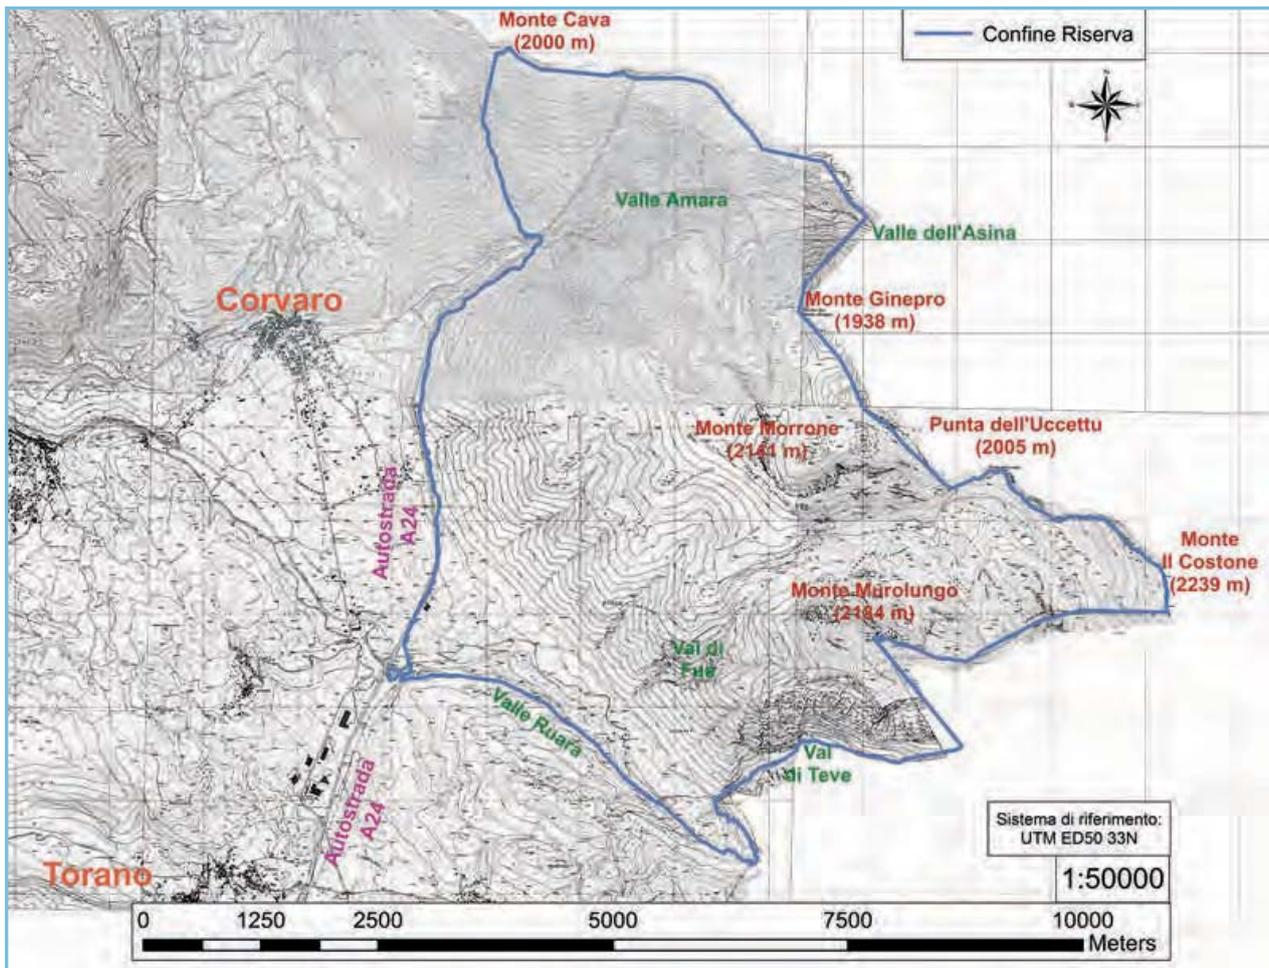 Monte Cava
(2000 m)
Confine Riserva
Valle Amara
Valle dell'Asina
Corvaro
Monte Ginepro
(1938 m)
Monte Morrone
(2141 m)
Punta dell'Uccettu
(2005 m)
Autostrada
A24
Monte
Il Costone
(2239 m)
Monte Murolungo
(2184 m)
Val di
Fua
Valle Ruara
Val
di Teve
Autostrada
A24
Sistema di riferimento:
UTM ED50 33N
1:50000
Torano
0 1250 2500 5000 7500 10000
Meters